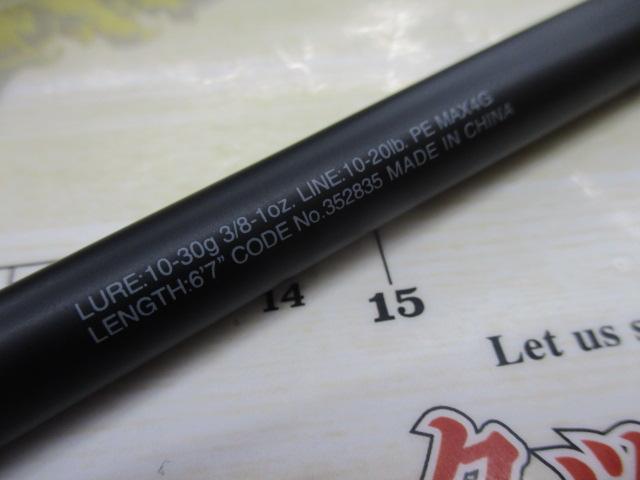 LURE:10-30g 3/8-1oz. LINE:10-20lb. PE MAX4G
LENGTH:6'7" CODE No.352835 MADE IN CHINA
14
15
Let us s